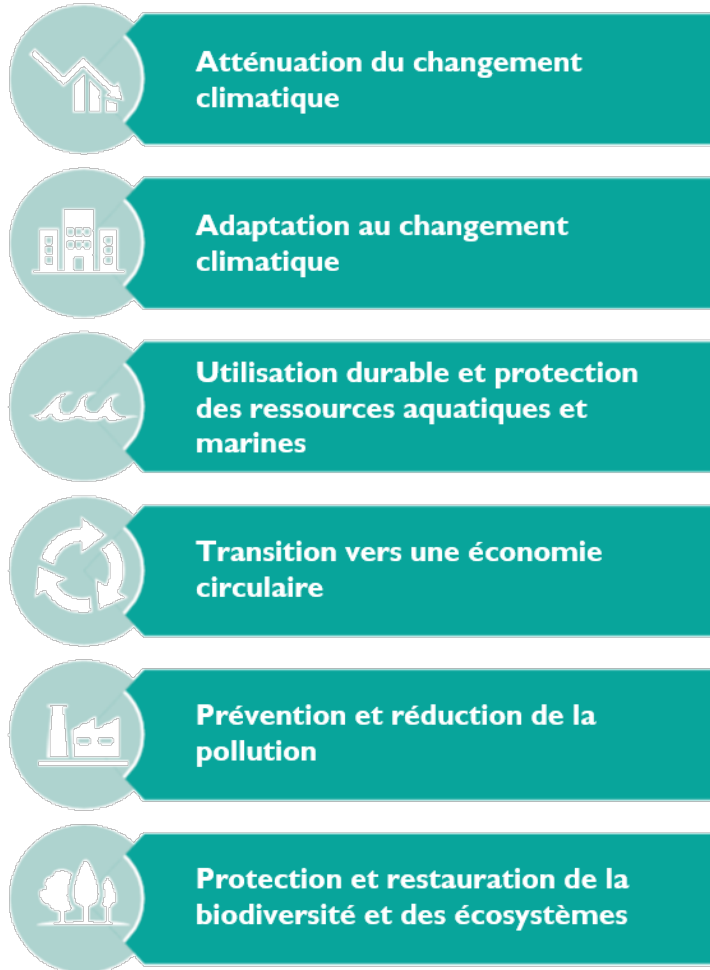 Atténuation du changement
climatique
Adaptation au changement
climatique
Utilisation durable et protection
des ressources aquatiques et
marines
Transition vers une économie
circulaire
Prévention et réduction de la
pollution
Protection et restauration de la
biodiversité et des écosystèmes